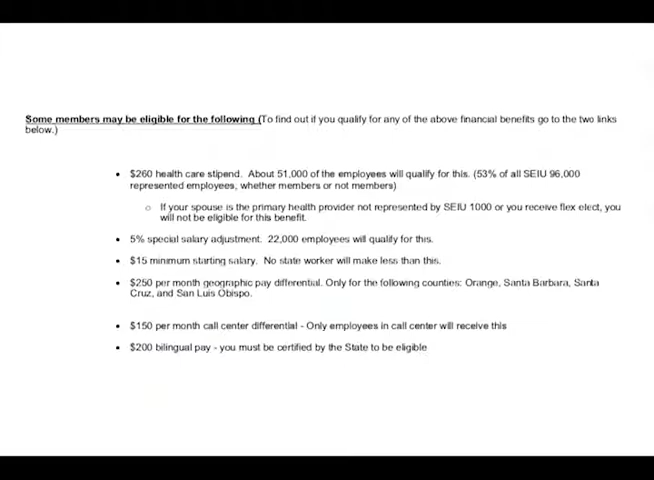 Some members may be eligible for the following (To find out if you qualify for any of the above financial benefits go to the two links
below.)
• $260 health care stipend. About 51,000 of the employees will qualify for this. (53% of all SEIU 96,000
represented employees, whether members or not members)
○ If your spouse is the primary health provider not represented by SEIU 1000 or you receive flex elect, you
will not be eligible for this benefit.
• 5% special salary adjustment. 22,000 employees will qualify for this.
• $15 minimum starting salary. No state worker will make less than this.
• $250 per month geographic pay differential. Only for the following counties: Orange, Santa Barbara, Santa
Cruz, and San Luis Obispo.
• $150 per month call center differential - Only employees in call center will receive this
• $200 bilingual pay - you must be certified by the State to be eligible